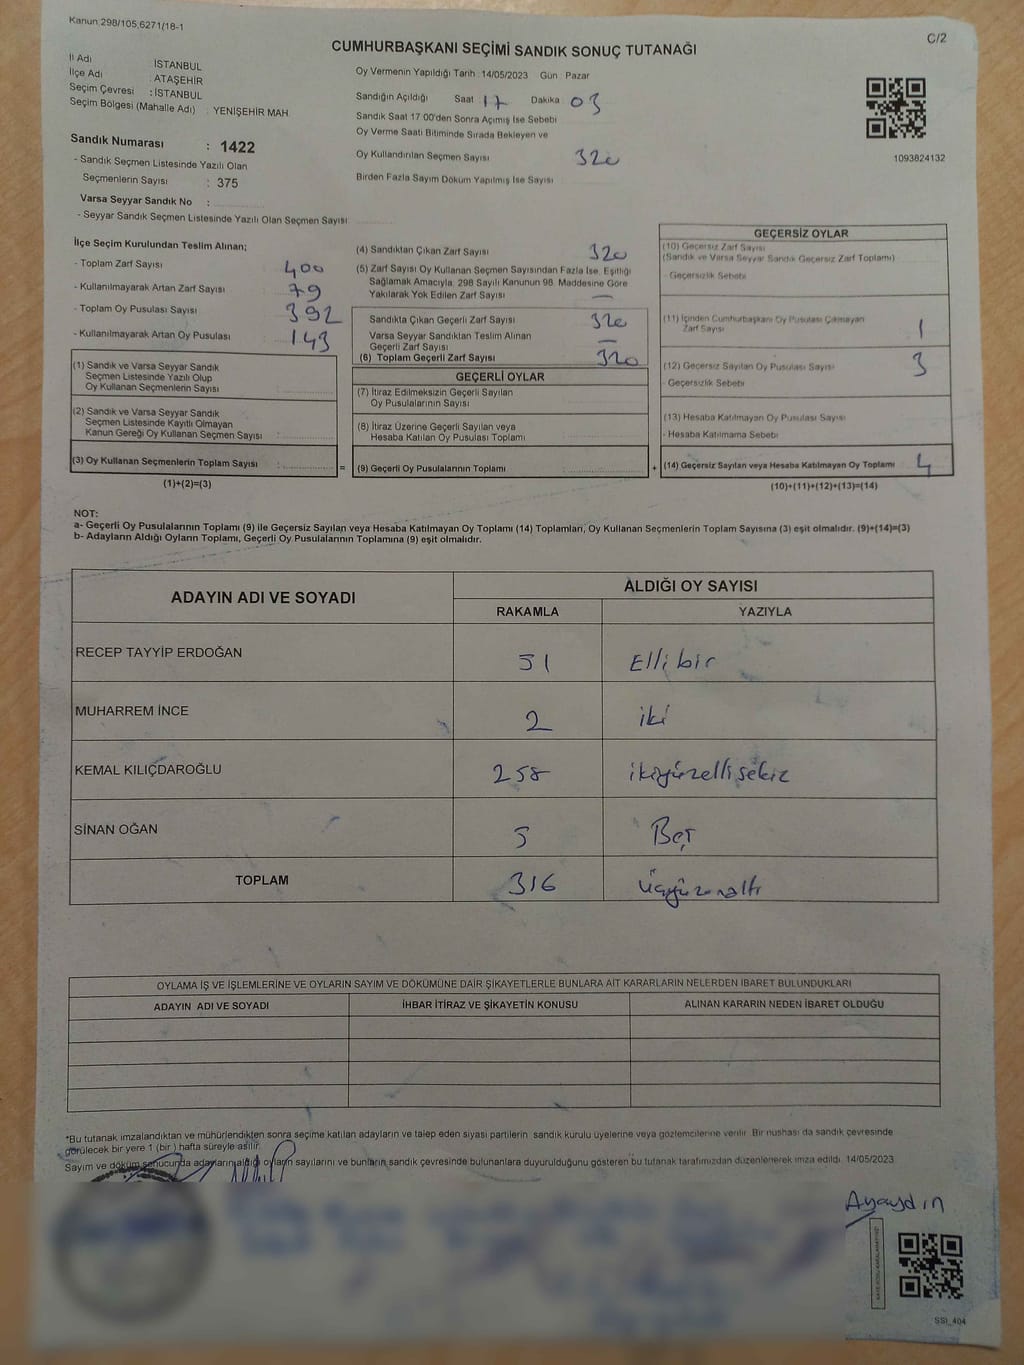 Kanun:298/105,6271/18-1
C/2
CUMHURBAŞKANI SEÇİMİ SANDIK SONUÇ TUTANAĞI
İl Adı İSTANBUL
İlçe Adı : ATAŞEHİR
Seçim Çevresi : İSTANBUL
Seçim Bölgesi (Mahalle Adı) : YENİŞEHİR MAH
Sandık Numarası : 1422
- Sandık Seçmen Listesinde Yazılı Olan
Seçmenlerin Sayısı : 375
Varsa Seyyar Sandık No :
- Seyyar Sandık Seçmen Listesinde Yazılı Olan Seçmen Sayısı
Oy Vermenin Yapıldığı Tarih : 14/05/2023 Gün Pazar
Sandığın Açıldığı Saat : 17 Dakika : 03
Sandık Saat 17 00'den Sonra Açımış İse Sebebi
Oy Verme Saati Bitiminde Sırada Bekleyen ve
Oy Kullandırılan Seçmen Sayısı 320
Birden Fazla Sayım Döküm Yapılmış İse Sayısı
1093824132
İlçe Seçim Kurulundan Teslim Alınan;
- Toplam Zarf Sayısı : 400
- Kullanılmayarak Artan Zarf Sayısı : 79
- Toplam Oy Pusulası Sayısı : 392
- Kullanılmayarak Artan Oy Pusulası : 143
(1) Sandık ve Varsa Seyyar Sandık
Seçmen Listesinde Yazılı Olup
Oy Kullanan Seçmenlerin Sayısı :
(2) Sandık ve Varsa Seyyar Sandık
Seçmen Listesinde Kayıtlı Olmayan
Kanun Gereği Oy Kullanan Seçmen Sayısı :
(3) Oy Kullanan Seçmenlerin Toplam Sayısı :
(1)+(2)=(3)
(4) Sandıktan Çıkan Zarf Sayısı 320
(5) Zarf Sayısı Oy Kullanan Seçmen Sayısından Fazla İse, Eşitliği
Sağlamak Amacıyla, 298 Sayılı Kanunun 98. Maddesine Göre
Yakılarak Yok Edilen Zarf Sayısı —
Sandıkta Çıkan Geçerli Zarf Sayısı 320
Varsa Seyyar Sandıktan Teslim Alınan
Geçerli Zarf Sayısı —
(6) Toplam Geçerli Zarf Sayısı 320
GEÇERLİ OYLAR
(7) İtiraz Edilmeksizin Geçerli Sayılan
Oy Pusulalarının Sayısı
(8) İtiraz Üzerine Geçerli Sayılan veya
Hesaba Katılan Oy Pusulası Toplamı
= (9) Geçerli Oy Pusulalarının Toplamı
GEÇERSİZ OYLAR
(10) Geçersiz Zarf Sayısı
(Sandık ve Varsa Seyyar Sandık Geçersiz Zarf Toplamı)
- Geçersizlik Sebebi
(11) İçinden Cumhurbaşkanı Oy Pusulası Çıkmayan
Zarf Sayısı 1
(12) Geçersiz Sayılan Oy Pusulası Sayısı 3
- Geçersizlik Sebebi
(13) Hesaba Katılmayan Oy Pusulası Sayısı
- Hesaba Katılmama Sebebi
+ (14) Geçersiz Sayılan veya Hesaba Katılmayan Oy Toplamı 4
(10)+(11)+(12)+(13)=(14)
NOT:
a- Geçerli Oy Pusulalarının Toplamı (9) ile Geçersiz Sayılan veya Hesaba Katılmayan Oy Toplamı (14) Toplamları, Oy Kullanan Seçmenlerin Toplam Sayısına (3) eşit olmalıdır. (9)+(14)=(3)
b- Adayların Aldığı Oyların Toplamı, Geçerli Oy Pusulalarının Toplamına (9) eşit olmalıdır.
ADAYIN ADI VE SOYADI ALDIĞI OY SAYISI
RAKAMLA YAZIYLA
RECEP TAYYİP ERDOĞAN 51 Elli bir
MUHARREM İNCE 2 iki
KEMAL KILIÇDAROĞLU 258 ikiyüzellisekiz
SİNAN OĞAN 5 Beş
TOPLAM 316 üçyüzonaltı
OYLAMA İŞ VE İŞLEMLERİNE VE OYLARIN SAYIM VE DÖKÜMÜNE DAİR ŞİKAYETLERLE BUNLARA AİT KARARLARIN NELERDEN İBARET BULUNDUKLARI
ADAYIN ADI VE SOYADI İHBAR İTİRAZ VE ŞİKAYETİN KONUSU ALINAN KARARIN NEDEN İBARET OLDUĞU
*Bu tutanak imzalandıktan ve mühürlendikten sonra seçime katılan adayların ve talep eden siyasi partilerin sandık kurulu üyelerine veya gözlemcilerine verilir. Bir nüshası da sandık çevresinde
görülecek bir yere 1 (bir ) hafta süreyle asılır.
Sayım ve döküm sonucunda adayların aldığı oyların sayılarını ve bunların sandık çevresinde bulunanlara duyurulduğunu gösteren bu tutanak tarafımızdan düzenlenerek imza edildi. 14/05/2023
Ayaydın
SSİ_404